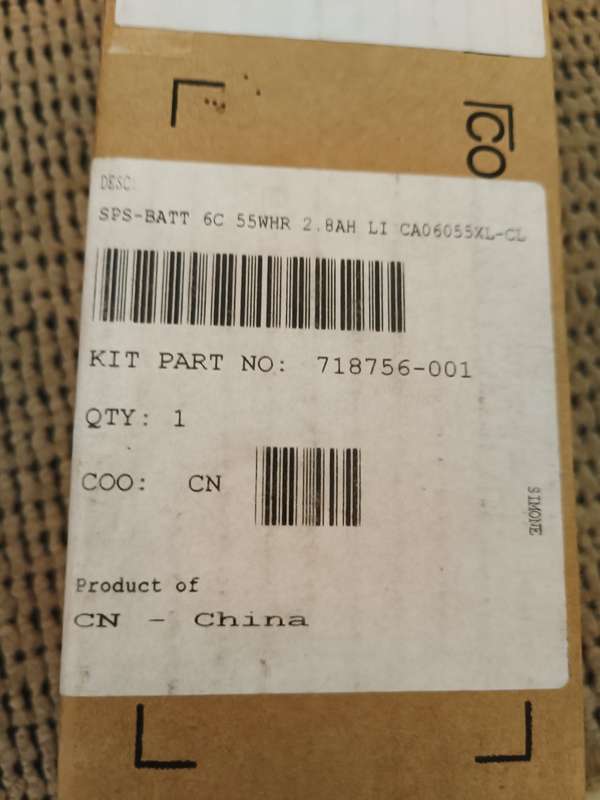 CO
DESC:
SPS-BATT 6C 55WHR 2.8AH LI CA06055XL-CL
KIT PART NO: 718756-001
QTY: 1
COO: CN
SIMONE
Product of
CN - China